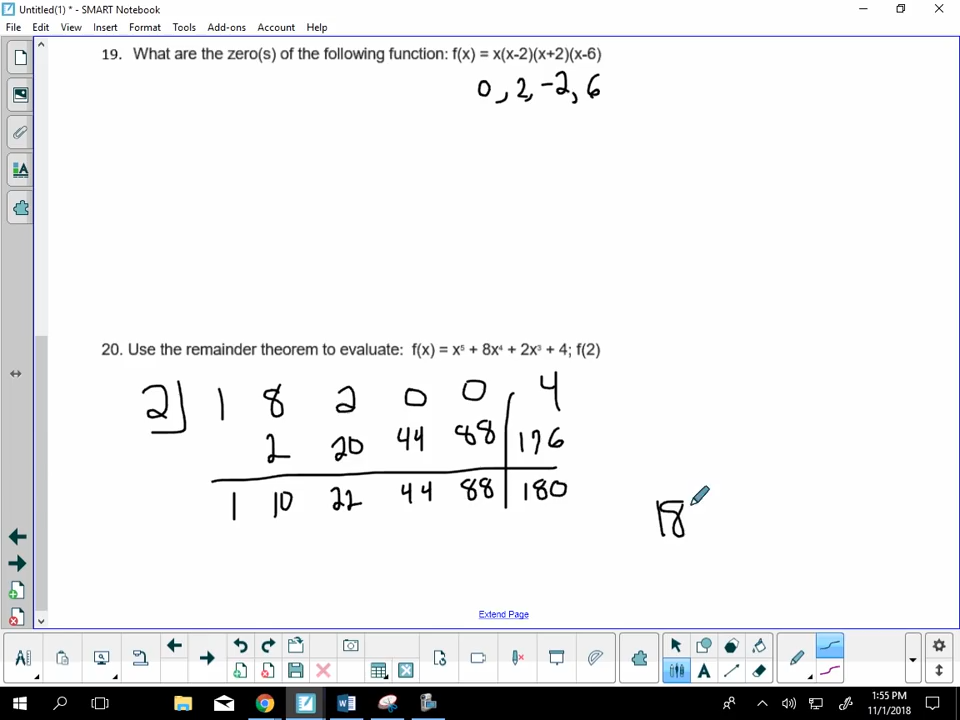 Untitled(1) * - SMART Notebook
File Edit View Insert Format Tools Add-ons Account Help
19. What are the zero(s) of the following function: f(x) = x(x-2)(x+2)(x-6)
0, 2, -2, 6
20. Use the remainder theorem to evaluate: f(x) = x⁵ + 8x⁴ + 2x³ + 4; f(2)
2 1 8 2 0 0 4
2 20 44 88 176
1 10 22 44 88 180
18
Extend Page
1:55 PM
11/1/2018